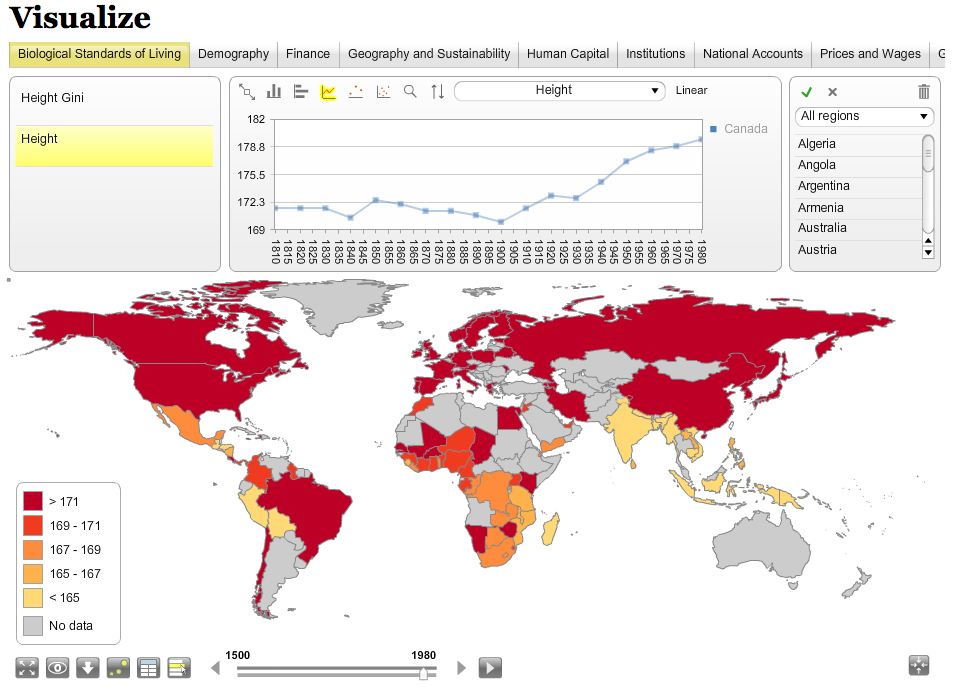 Visualize
Biological Standards of Living Demography Finance Geography and Sustainability Human Capital Institutions National Accounts Prices and Wages G
Height Gini
Height
Height Linear
182
178.8
175.5
172.3
169
Canada
1810 1815 1820 1825 1830 1835 1840 1845 1850 1855 1860 1865 1870 1875 1880 1885 1890 1895 1900 1905 1910 1915 1920 1925 1930 1935 1940 1945 1950 1955 1960 1965 1970 1975 1980
All regions
Algeria
Angola
Argentina
Armenia
Australia
Austria
> 171
169 - 171
167 - 169
165 - 167
< 165
No data
1500 1980